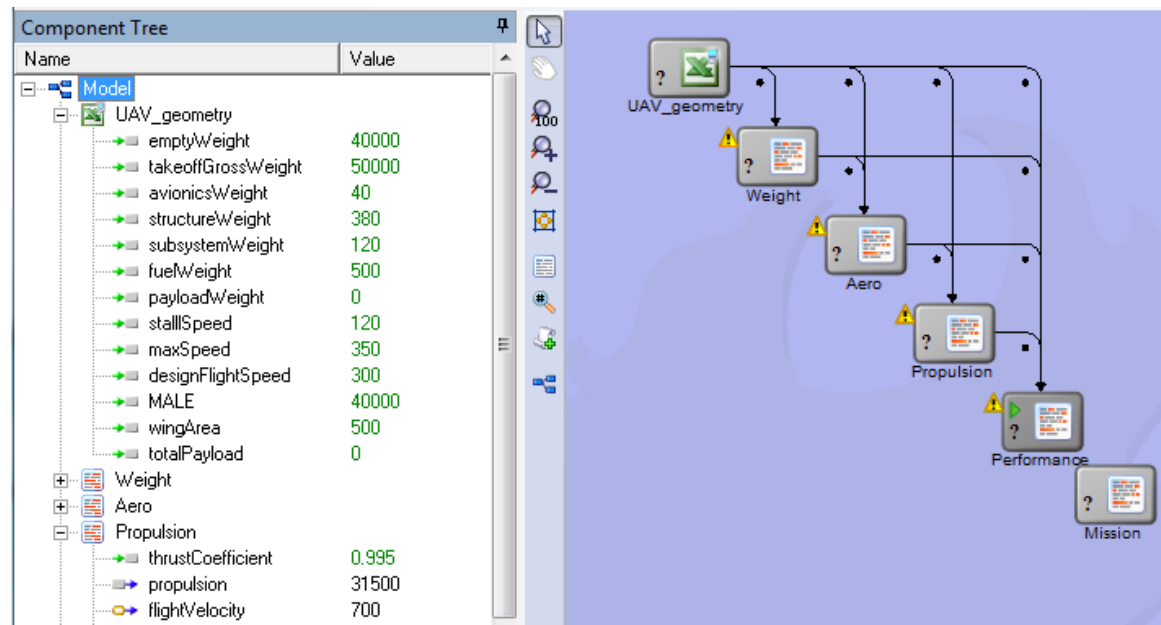 Component Tree
Name Value
Model
UAV_geometry
emptyWeight 40000
takeoffGrossWeight 50000
avionicsWeight 40
structureWeight 380
subsystemWeight 120
fuelWeight 500
payloadWeight 0
stalllSpeed 120
maxSpeed 350
designFlightSpeed 300
MALE 40000
wingArea 500
totalPayload 0
Weight
Aero
Propulsion
thrustCoefficient 0.995
propulsion 31500
flightVelocity 700
100
#
?
UAV_geometry
?
Weight
?
Aero
?
Propulsion
?
Performance
?
Mission